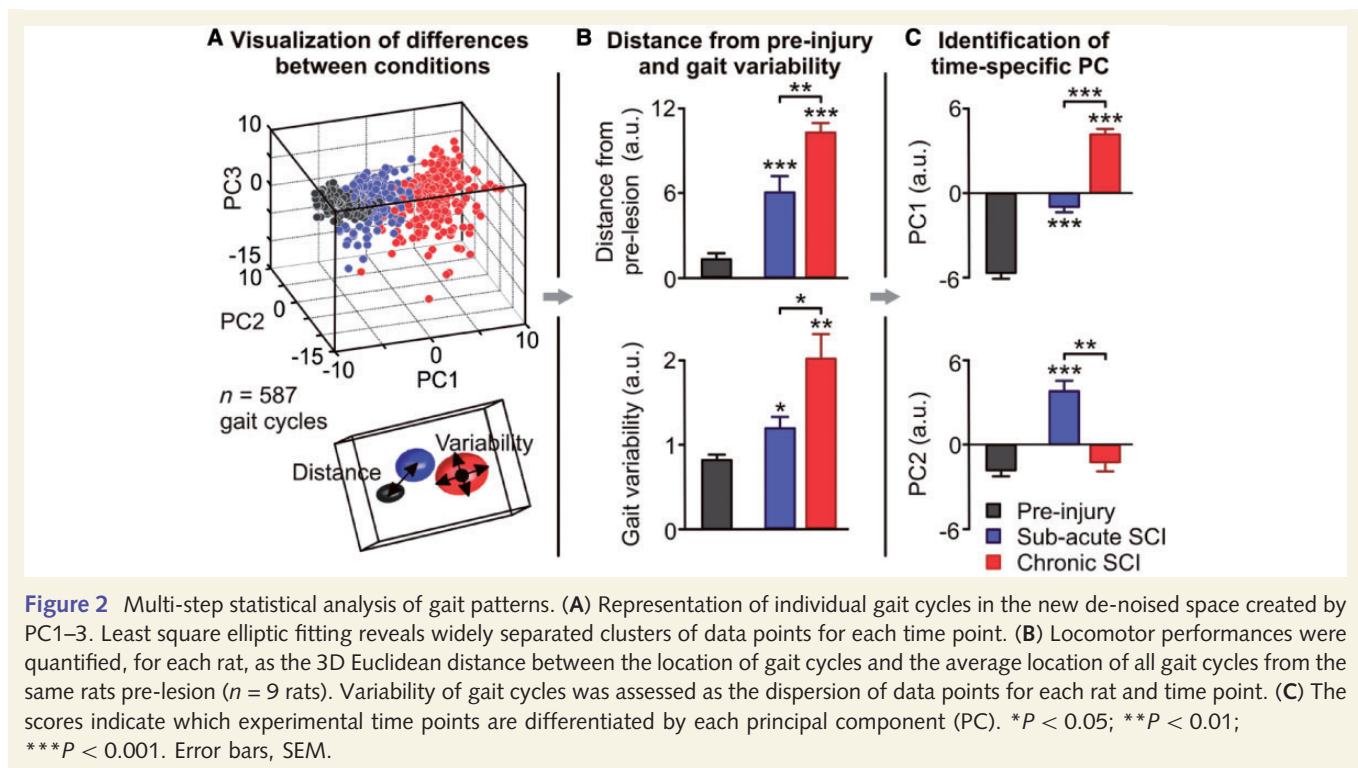 A Visualization of differences
between conditions
10
0
-15
PC3
10
0
-15
PC2
-10
0
10
PC1
n = 587
gait cycles
Distance
Variability
B Distance from pre-injury
and gait variability
Distance from
pre-lesion (a.u.)
12
6
0
***
**
***
Gait variability (a.u.)
2
1
0
*
*
**
C Identification of
time-specific PC
PC1 (a.u.)
6
0
-6
***
***
***
PC2 (a.u.)
6
0
-6
***
**
Pre-injury
Sub-acute SCI
Chronic SCI
Figure 2 Multi-step statistical analysis of gait patterns. (A) Representation of individual gait cycles in the new de-noised space created by
PC1–3. Least square elliptic fitting reveals widely separated clusters of data points for each time point. (B) Locomotor performances were
quantified, for each rat, as the 3D Euclidean distance between the location of gait cycles and the average location of all gait cycles from the
same rats pre-lesion (n = 9 rats). Variability of gait cycles was assessed as the dispersion of data points for each rat and time point. (C) The
scores indicate which experimental time points are differentiated by each principal component (PC). *P < 0.05; **P < 0.01;
***P < 0.001. Error bars, SEM.